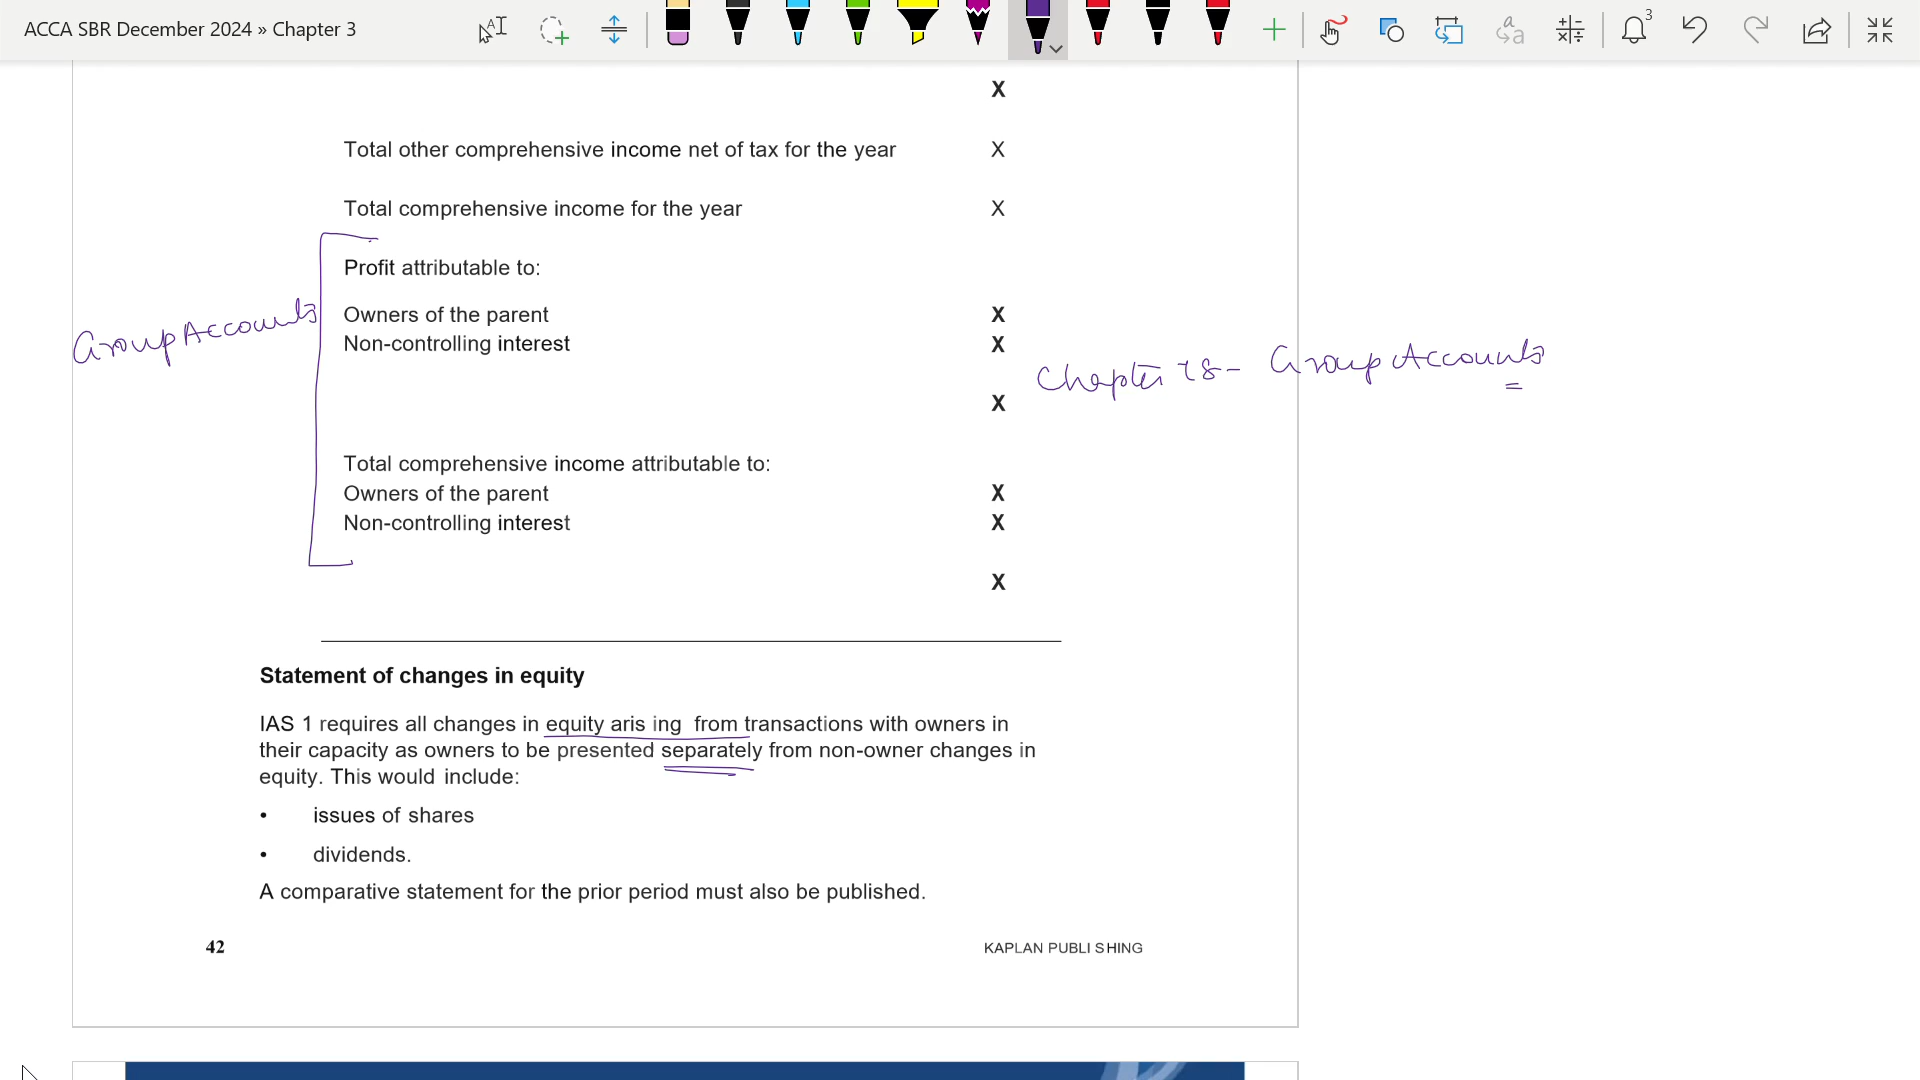 ACCA SBR December 2024 » Chapter 3
3
X
Total other comprehensive income net of tax for the year X
Total comprehensive income for the year X
Profit attributable to:
Owners of the parent X
Group Accounts
Non-controlling interest X
Chapter 18 - Group Accounts
X
Total comprehensive income attributable to:
Owners of the parent X
Non-controlling interest X
X
Statement of changes in equity
IAS 1 requires all changes in equity aris ing from transactions with owners in
their capacity as owners to be presented separately from non-owner changes in
equity. This would include:
• issues of shares
• dividends.
A comparative statement for the prior period must also be published.
42 KAPLAN PUBLI SHING